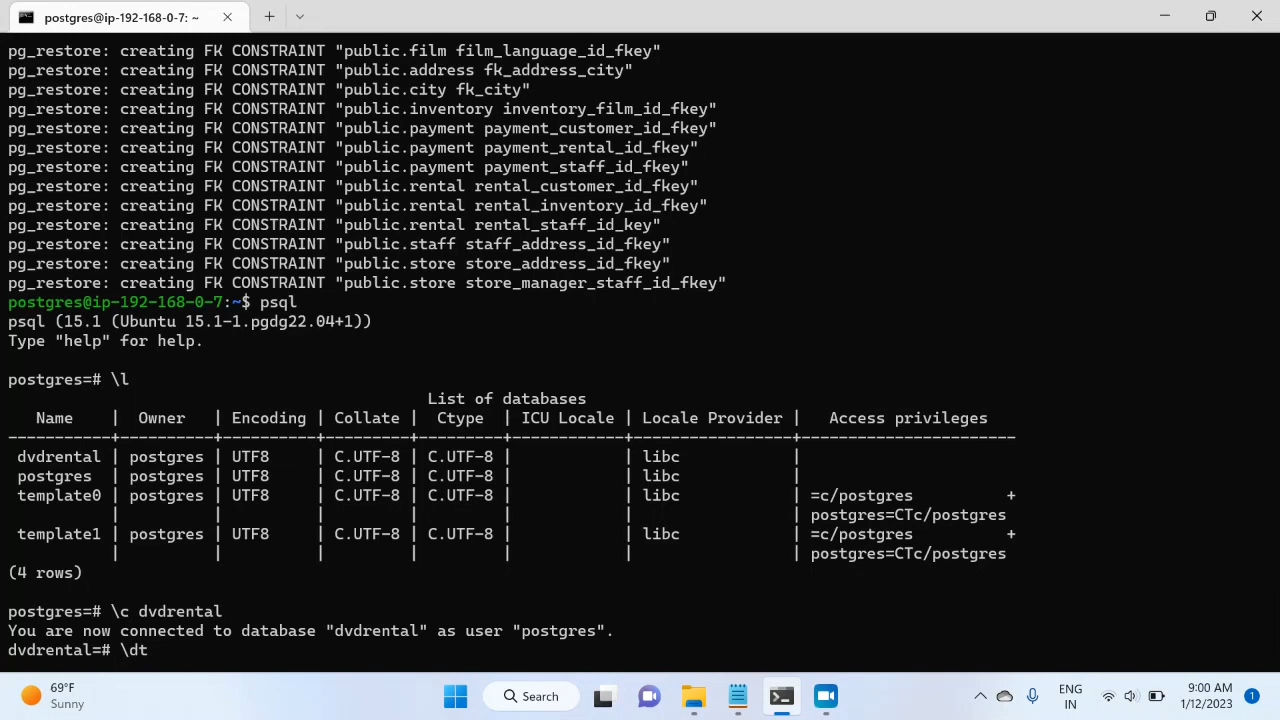 postgres@ip-192-168-0-7: ~
pg_restore: creating FK CONSTRAINT "public.film film_language_id_fkey"
pg_restore: creating FK CONSTRAINT "public.address fk_address_city"
pg_restore: creating FK CONSTRAINT "public.city fk_city"
pg_restore: creating FK CONSTRAINT "public.inventory inventory_film_id_fkey"
pg_restore: creating FK CONSTRAINT "public.payment payment_customer_id_fkey"
pg_restore: creating FK CONSTRAINT "public.payment payment_rental_id_fkey"
pg_restore: creating FK CONSTRAINT "public.payment payment_staff_id_fkey"
pg_restore: creating FK CONSTRAINT "public.rental rental_customer_id_fkey"
pg_restore: creating FK CONSTRAINT "public.rental rental_inventory_id_fkey"
pg_restore: creating FK CONSTRAINT "public.rental rental_staff_id_key"
pg_restore: creating FK CONSTRAINT "public.staff staff_address_id_fkey"
pg_restore: creating FK CONSTRAINT "public.store store_address_id_fkey"
pg_restore: creating FK CONSTRAINT "public.store store_manager_staff_id_fkey"
postgres@ip-192-168-0-7:~$ psql
psql (15.1 (Ubuntu 15.1-1.pgdg22.04+1))
Type "help" for help.
postgres=# \l
List of databases
Name | Owner | Encoding | Collate | Ctype | ICU Locale | Locale Provider | Access privileges
-----------+----------+----------+---------+---------+------------+-----------------+-----------------------
dvdrental | postgres | UTF8 | C.UTF-8 | C.UTF-8 | | libc |
postgres | postgres | UTF8 | C.UTF-8 | C.UTF-8 | | libc |
template0 | postgres | UTF8 | C.UTF-8 | C.UTF-8 | | libc | =c/postgres +
| | | | | | | postgres=CTc/postgres
template1 | postgres | UTF8 | C.UTF-8 | C.UTF-8 | | libc | =c/postgres +
| | | | | | | postgres=CTc/postgres
(4 rows)
postgres=# \c dvdrental
You are now connected to database "dvdrental" as user "postgres".
dvdrental=# \dt
69°F
Sunny
Search
ENG
IN
9:00 AM
1/12/2023
1